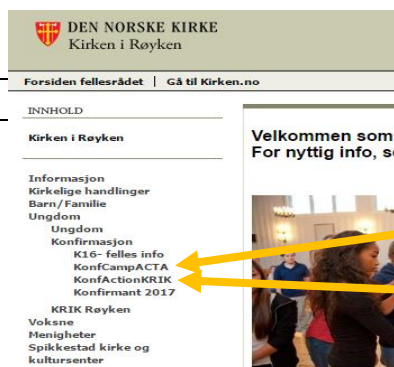 DEN NORSKE KIRKE
Kirken i Røyken
Forsiden fellesrådet | Gå til Kirken.no
INNHOLD
Kirken i Røyken
Informasjon
Kirkelige handlinger
Barn/Familie
Ungdom
Ungdom
Konfirmasjon
K16- felles info
KonfCampACTA
KonfActionKRIK
Konfirmant 2017
KRIK Røyken
Voksne
Menigheter
Spikkestad kirke og
kultursenter
Velkommen som
For nyttig info, s